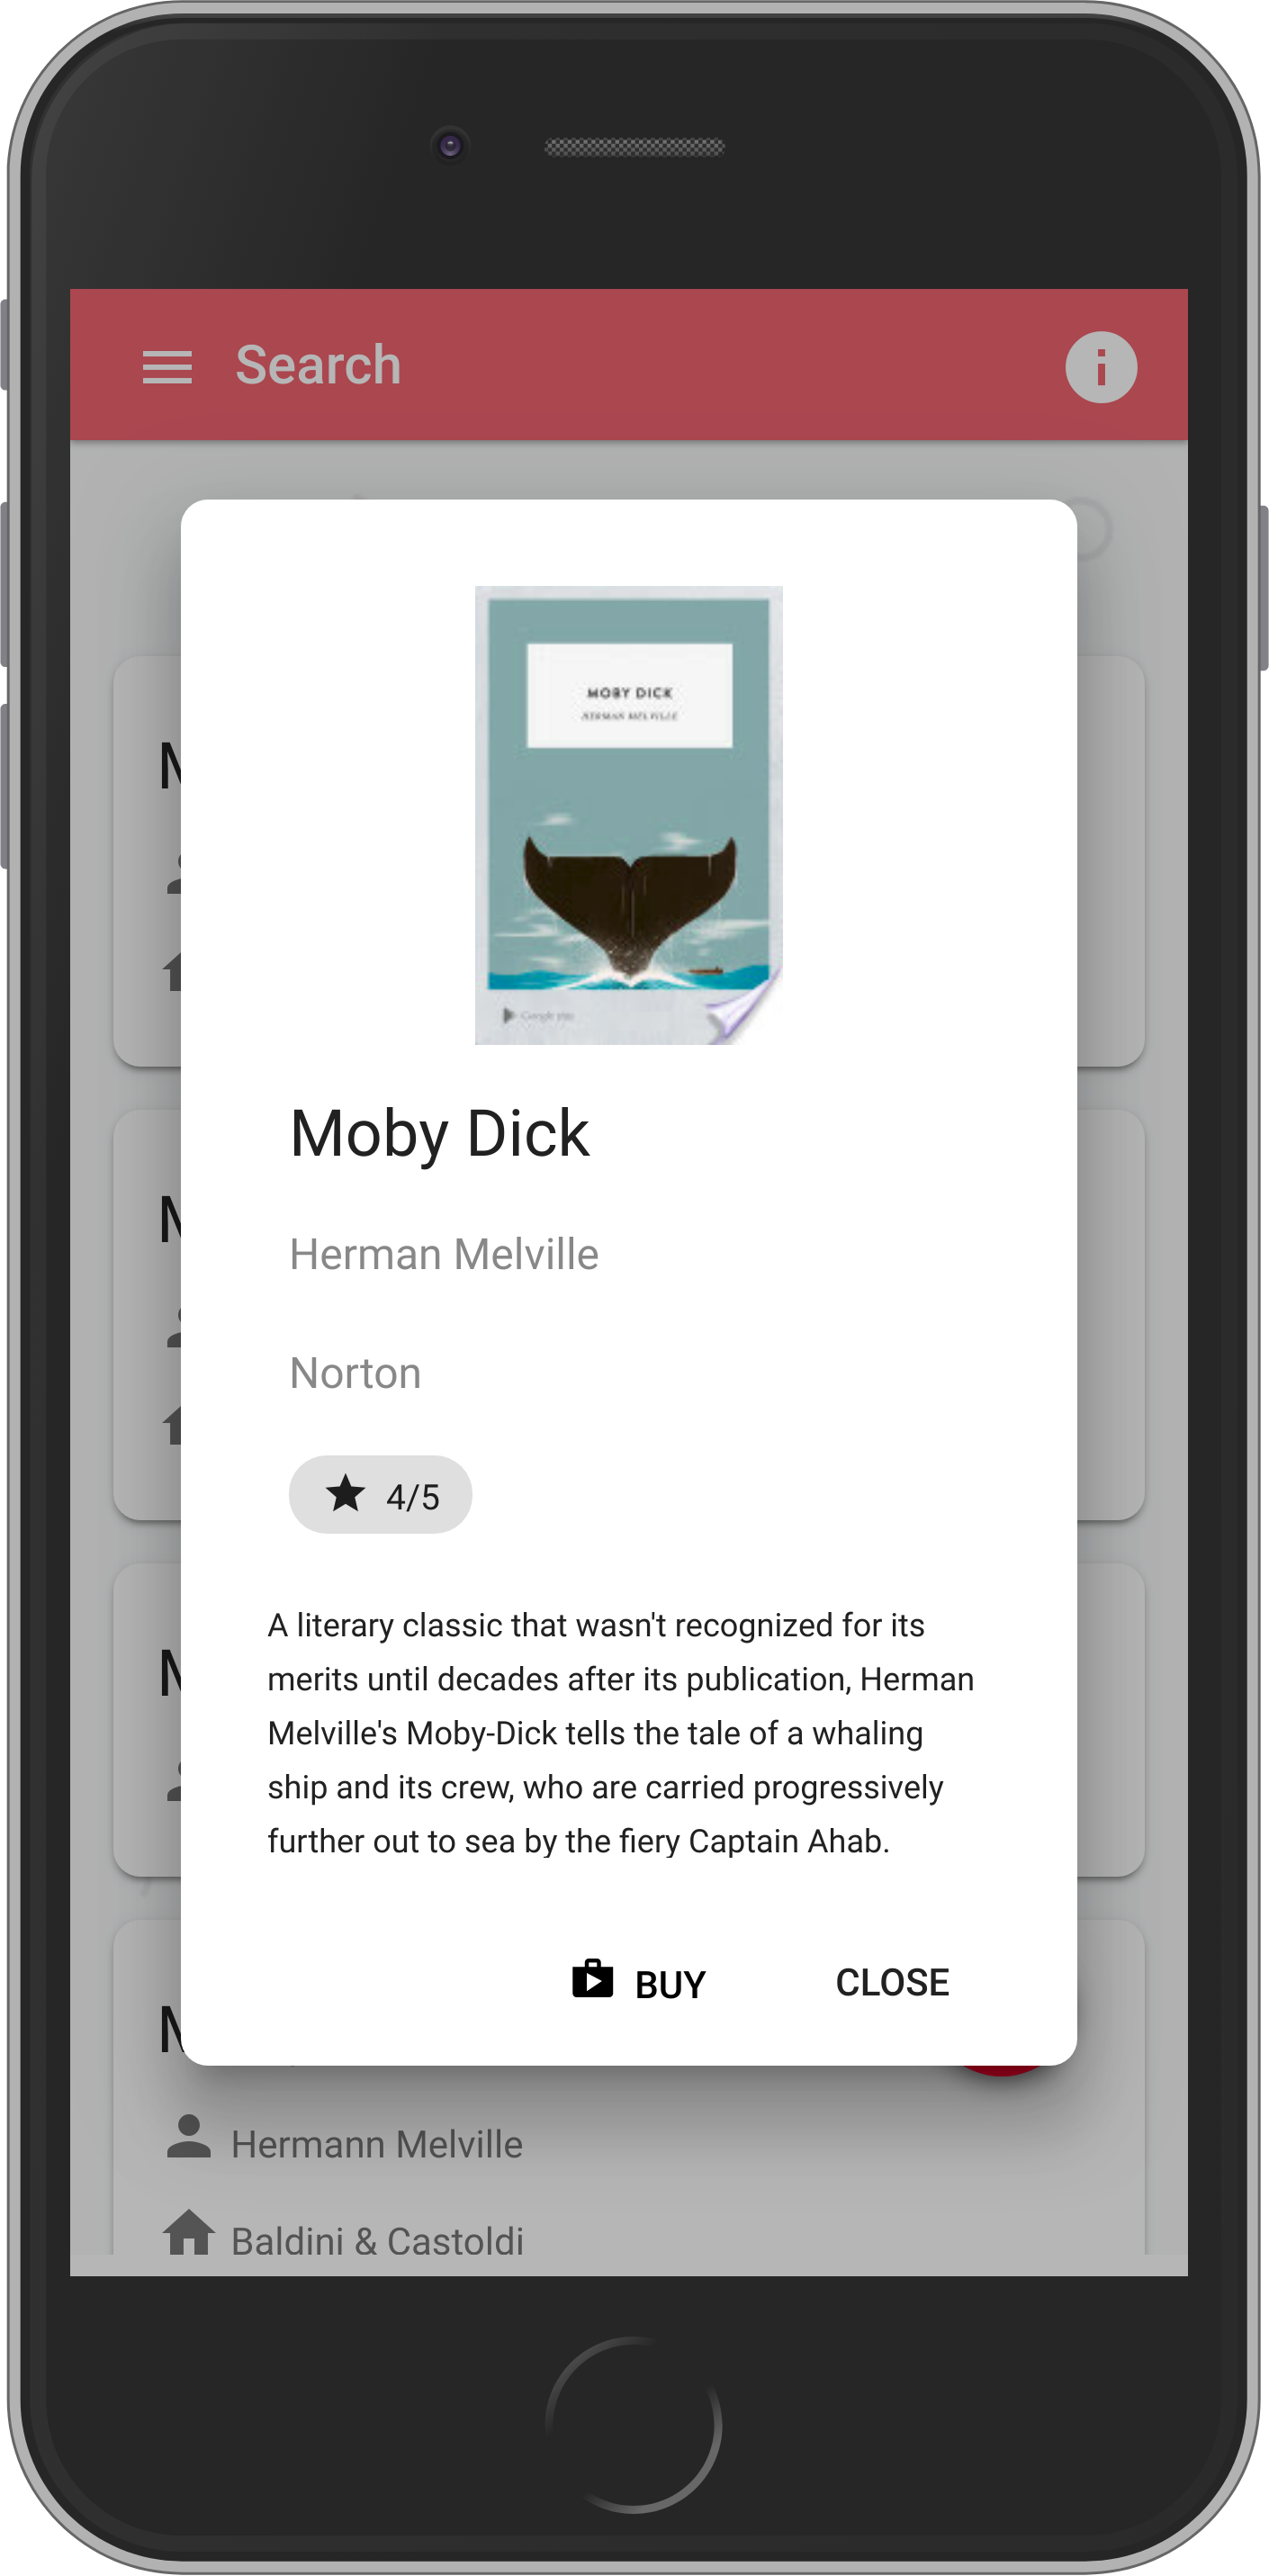 Search
MOBY DICK
HERMAN MELVILLE
Google play
Moby Dick
Herman Melville
Norton
4/5
A literary classic that wasn't recognized for its
merits until decades after its publication, Herman
Melville's Moby-Dick tells the tale of a whaling
ship and its crew, who are carried progressively
further out to sea by the fiery Captain Ahab.
BUY
CLOSE
Hermann Melville
Baldini & Castoldi